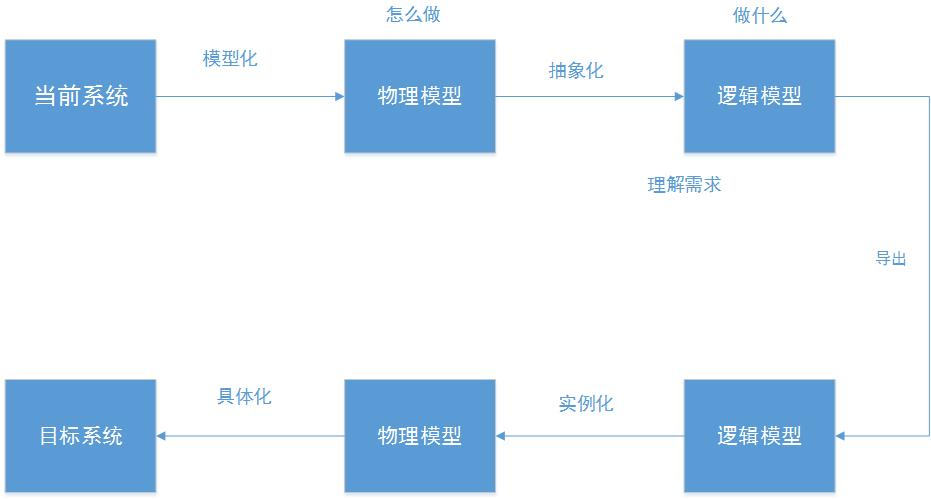 怎么做
做什么
模型化
抽象化
当前系统
物理模型
逻辑模型
理解需求
导出
具体化
实例化
目标系统
物理模型
逻辑模型